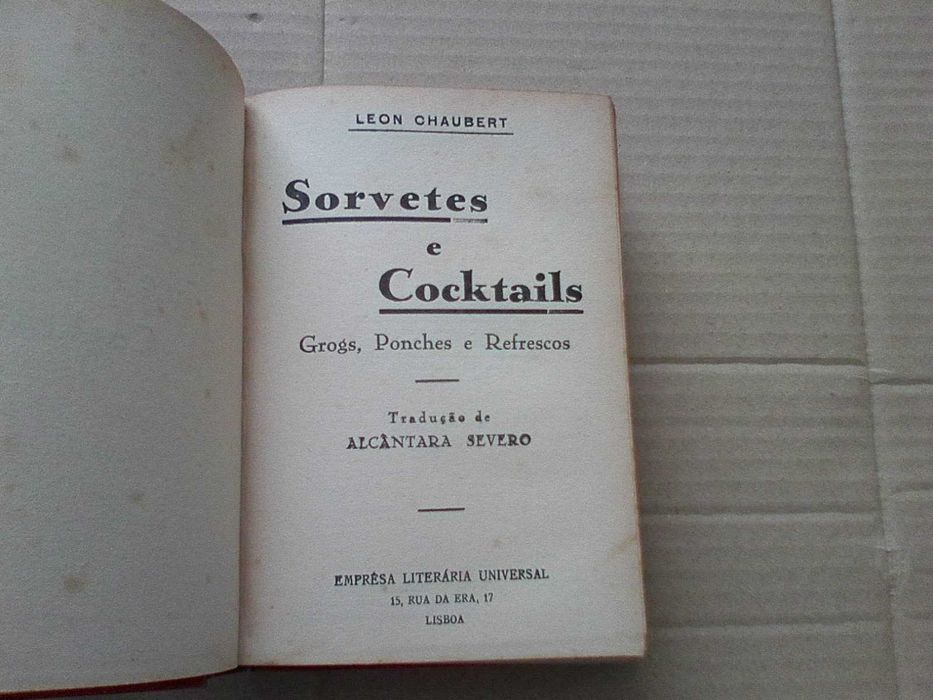 LEON CHAUBERT
Sorvetes
e
Cocktails
Grogs, Ponches e Refrescos
Tradução de
ALCÂNTARA SEVERO
EMPRÊSA LITERÁRIA UNIVERSAL
15, RUA DA ERA, 17
LISBOA